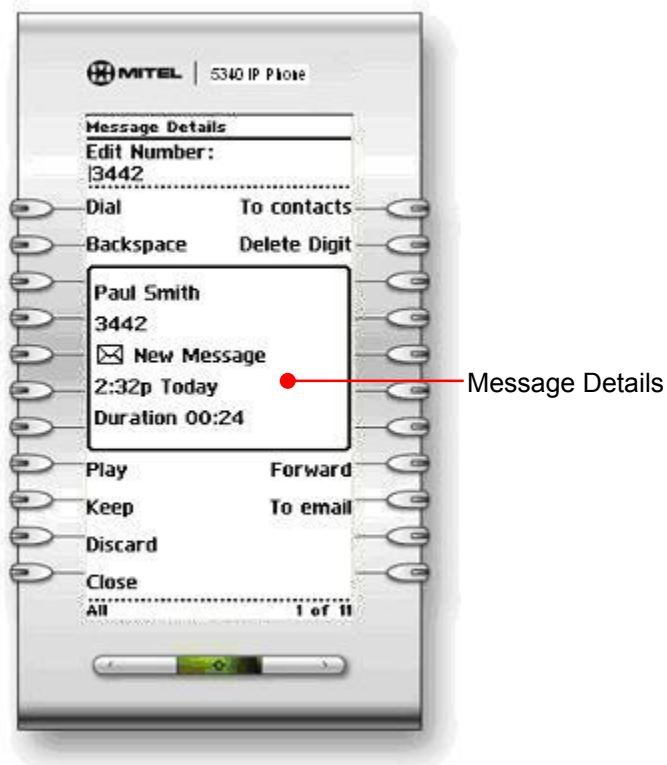 MITEL | 5340 IP Phone
Message Details
Edit Number:
3442
Dial To contacts
Backspace Delete Digit
Paul Smith
3442
New Message
2:32p Today
Message Details
Duration 00:24
Play Forward
Keep To email
Discard
Close
All 1 of 11